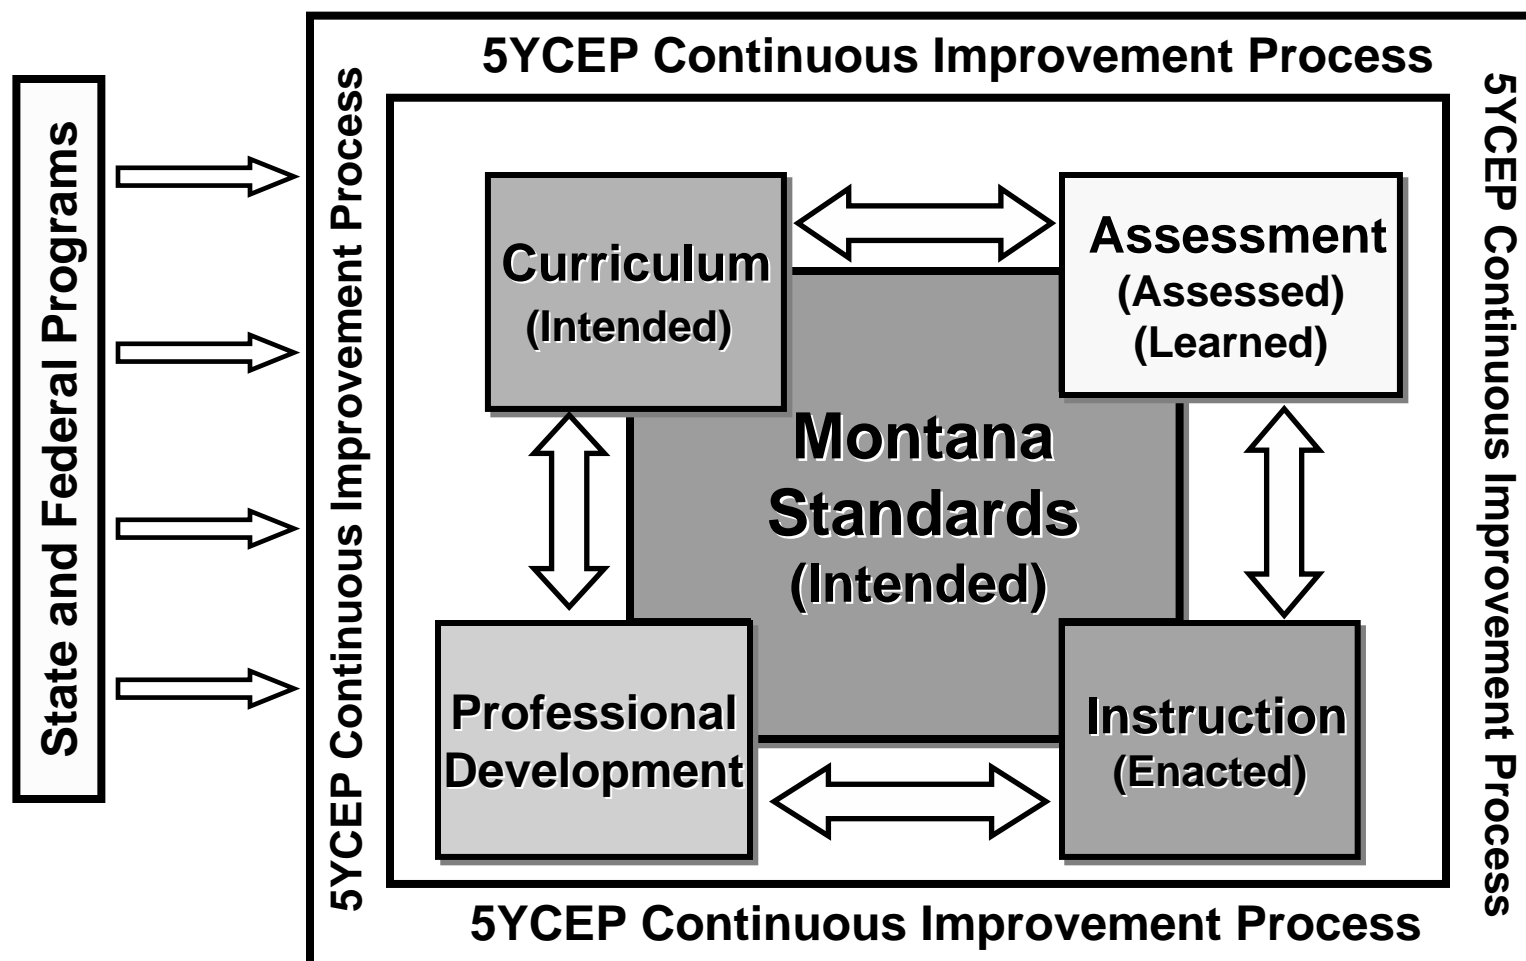 5YCEP Continuous Improvement Process
State and Federal Programs
5YCEP Continuous Improvement Process
5YCEP Continuous Improvement Process
Curriculum
(Intended)
Assessment
(Assessed)
(Learned)
Montana
Standards
(Intended)
Professional
Development
Instruction
(Enacted)
5YCEP Continuous Improvement Process